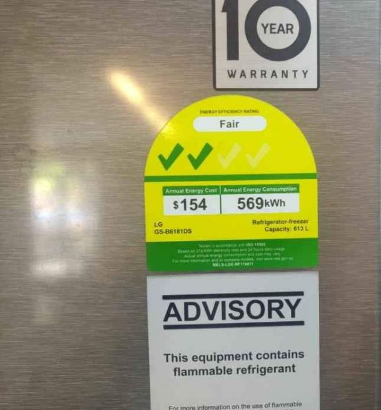 10
YEAR
WARRANTY
ENERGY EFFICIENCY RATING
Fair
Annual Energy Cost
Annual Energy Consumption
$154
569kWh
LG
GS-B6181DS
Refrigerator-freezer
Capacity: 613 L
ADVISORY
This equipment contains
flammable refrigerant
For more information on the use of flammable